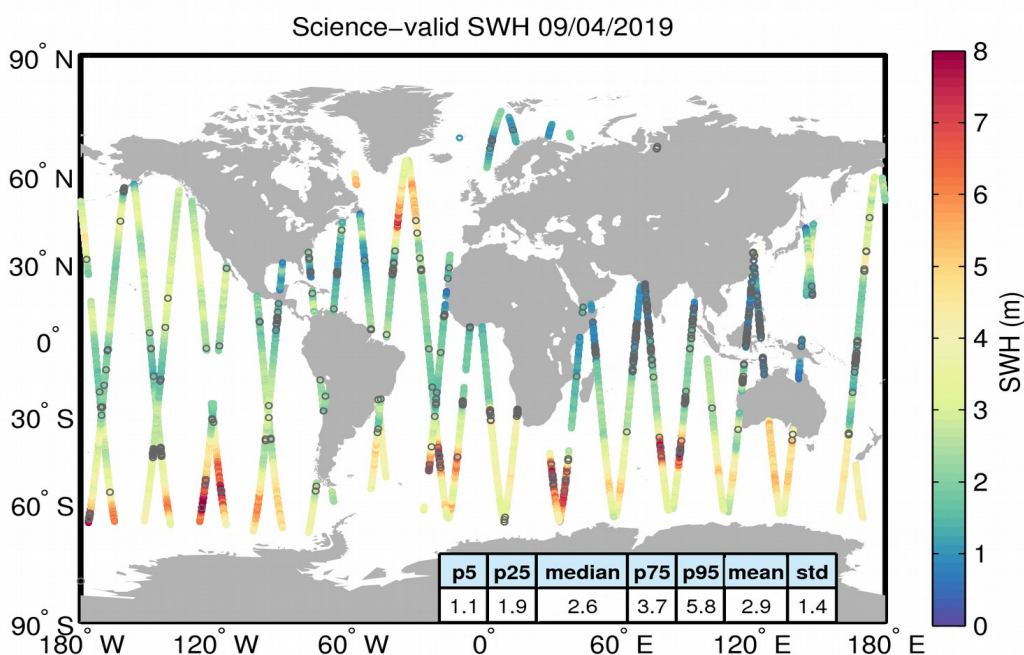 Science−valid SWH 09/04/2019
90° N
60° N
30° N
0°
30° S
60° S
90° S
180° W
120° W
60° W
0°
60° E
120° E
180° E
p5 p25 median p75 p95 mean std
1.1 1.9 2.6 3.7 5.8 2.9 1.4
8
7
6
5
4
3
2
1
0
SWH (m)